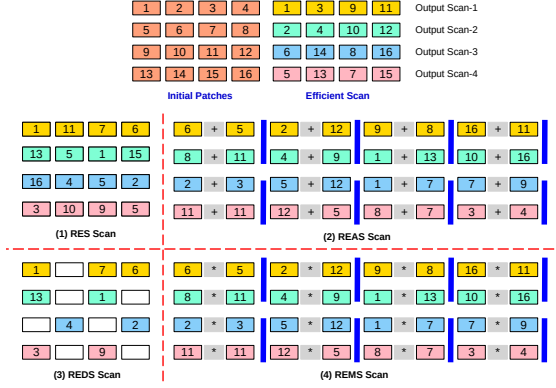 1 2 3 4 1 3 9 11 Output Scan-1
5 6 7 8 2 4 10 12 Output Scan-2
9 10 11 12 6 14 8 16 Output Scan-3
13 14 15 16 5 13 7 15 Output Scan-4
Initial Patches Efficient Scan
1 11 7 6
13 5 1 15
16 4 5 2
3 10 9 5
(1) RES Scan
6 + 5 2 + 12 9 + 8 16 + 11
8 + 11 4 + 9 1 + 13 10 + 16
2 + 3 5 + 12 1 + 7 7 + 9
11 + 11 12 + 5 8 + 7 3 + 4
(2) REAS Scan
1 7 6
13 1
4 2
3 9
(3) REDS Scan
6 * 5 2 * 12 9 * 8 16 * 11
8 * 11 4 * 9 1 * 13 10 * 16
2 * 3 5 * 12 1 * 7 7 * 9
11 * 11 12 * 5 8 * 7 3 * 4
(4) REMS Scan